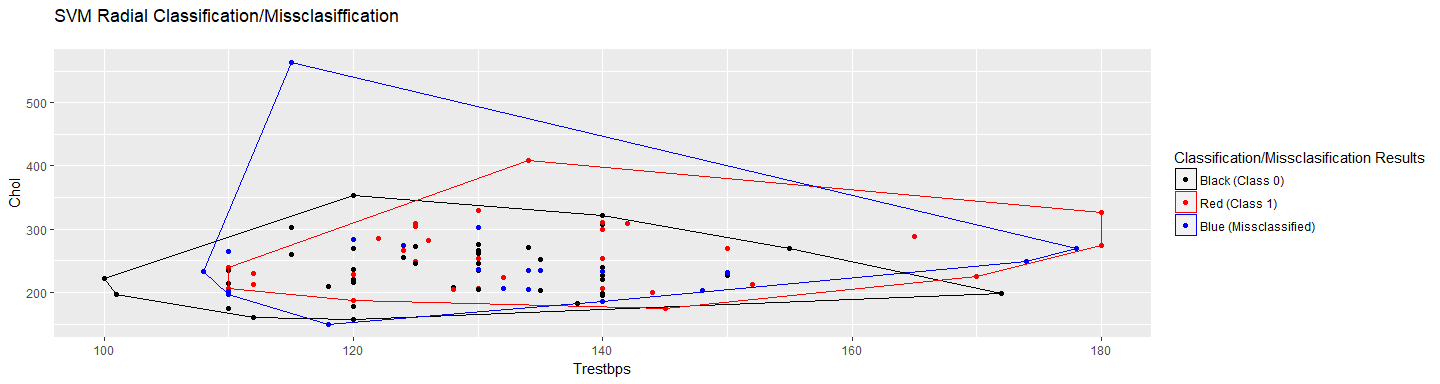 SVM Radial Classification/Missclasiffication
Chol
500
400
300
200
100
120
140
160
180
Trestbps
Classification/Missclasification Results
Black (Class 0)
Red (Class 1)
Blue (Missclassified)